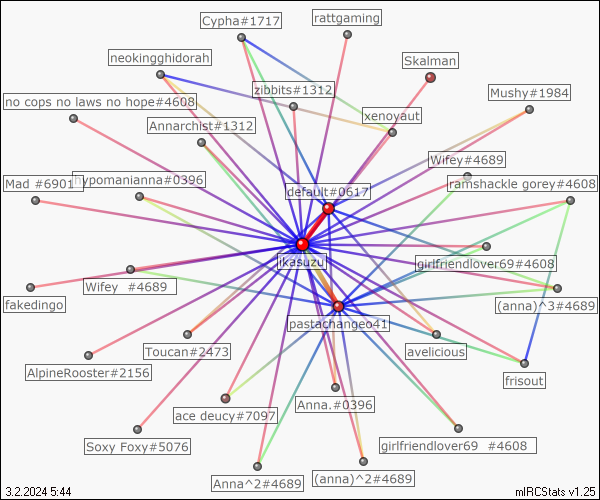 Cypha#1717
rattgaming
neokingghidorah
Skalman
zibbits#1312
Mushy#1984
no cops no laws no hope#4608
xenoyaut
Annarchist#1312
Wifey#4689
Mad #6901
hypomanianna#0396
default#0617
ramshackle gorey#4608
jkasuzu
girlfriendlover69#4608
Wifey  #4689
fakedingo
(anna)^3#4689
pastachangeo41
Toucan#2473
avelicious
AlpineRooster#2156
frisout
Anna.#0396
ace deucy#7097
Soxy Foxy#5076
girlfriendlover69  #4608
Anna^2#4689
(anna)^2#4689
3.2.2024 5:44
mIRCStats v1.25